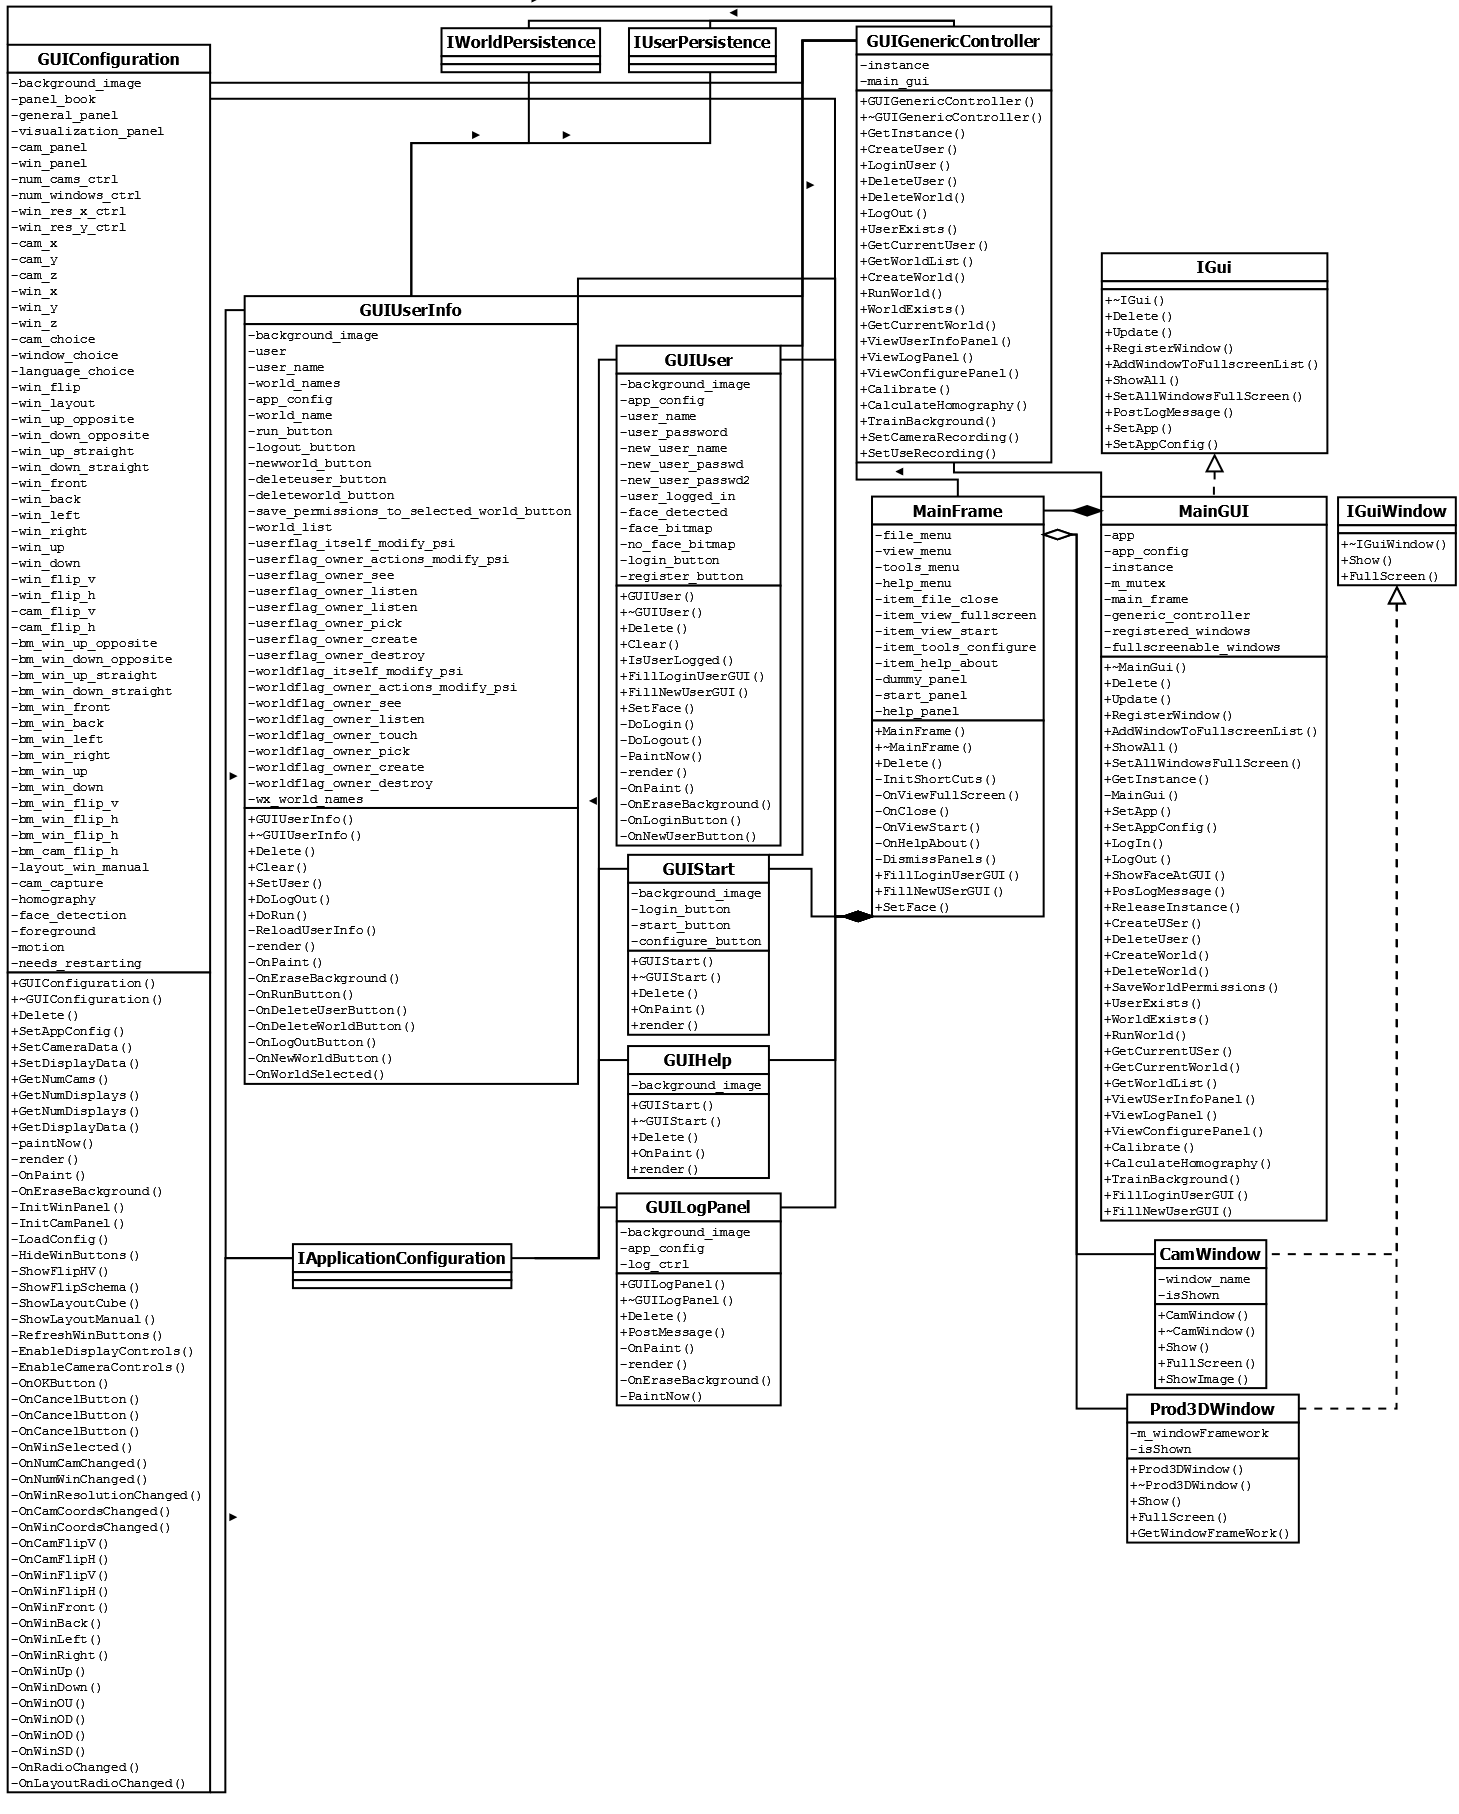 GUIConfiguration
-background_image
-panel_book
-general_panel
-visualization_panel
-cam_panel
-win_panel
-num_cams_ctrl
-num_windows_ctrl
-win_res_x_ctrl
-win_res_y_ctrl
-cam_x
-cam_y
-cam_z
-win_x
-win_y
-win_z
-cam_choice
-window_choice
-language_choice
-win_flip
-win_layout
-win_up_opposite
-win_down_opposite
-win_up_straight
-win_down_straight
-win_front
-win_back
-win_left
-win_right
-win_up
-win_down
-win_flip_v
-win_flip_h
-cam_flip_v
-cam_flip_h
-bm_win_up_opposite
-bm_win_down_opposite
-bm_win_up_straight
-bm_win_down_straight
-bm_win_front
-bm_win_back
-bm_win_left
-bm_win_right
-bm_win_up
-bm_win_down
-bm_win_flip_v
-bm_win_flip_h
-bm_win_flip_h
-bm_cam_flip_h
-layout_win_manual
-cam_capture
-homography
-face_detection
-foreground
-motion
-needs_restarting
+GUIConfiguration()
+~GUIConfiguration()
+Delete()
+SetAppConfig()
+SetCameraData()
+SetDisplayData()
+GetNumCams()
+GetNumDisplays()
+GetNumDisplays()
+GetDisplayData()
-paintNow()
-render()
-OnPaint()
-OnEraseBackground()
-InitWinPanel()
-InitCamPanel()
-LoadConfig()
-HideWinButtons()
-ShowFlipHV()
-ShowFlipSchema()
-ShowLayoutCube()
-ShowLayoutManual()
-RefreshWinButtons()
-EnableDisplayControls()
-EnableCameraControls()
-OnOKButton()
-OnCancelButton()
-OnCancelButton()
-OnCancelButton()
-OnWinSelected()
-OnNumCamChanged()
-OnNumWinChanged()
-OnWinResolutionChanged()
-OnCamCoordsChanged()
-OnWinCoordsChanged()
-OnCamFlipV()
-OnCamFlipH()
-OnWinFlipV()
-OnWinFlipH()
-OnWinFront()
-OnWinBack()
-OnWinLeft()
-OnWinRight()
-OnWinUp()
-OnWinDown()
-OnWinOU()
-OnWinOD()
-OnWinOD()
-OnWinSD()
-OnRadioChanged()
-OnLayoutRadioChanged()
IWorldPersistence
IUserPersistence
GUIGenericController
-instance
-main_gui
+GUIGenericController()
+~GUIGenericController()
+GetInstance()
+CreateUser()
+LoginUser()
+DeleteUser()
+DeleteWorld()
+LogOut()
+UserExists()
+GetCurrentUser()
+GetWorldList()
+CreateWorld()
+RunWorld()
+WorldExists()
+GetCurrentWorld()
+ViewUserInfoPanel()
+ViewLogPanel()
+ViewConfigurePanel()
+Calibrate()
+CalculateHomography()
+TrainBackground()
+SetCameraRecording()
+SetUseRecording()
GUIUserInfo
-background_image
-user
-user_name
-world_names
-app_config
-world_name
-run_button
-logout_button
-newworld_button
-deleteuser_button
-deleteworld_button
-save_permissions_to_selected_world_button
-world_list
-userflag_itself_modify_psi
-userflag_owner_actions_modify_psi
-userflag_owner_see
-userflag_owner_listen
-userflag_owner_listen
-userflag_owner_pick
-userflag_owner_create
-userflag_owner_destroy
-worldflag_itself_modify_psi
-worldflag_owner_actions_modify_psi
-worldflag_owner_see
-worldflag_owner_listen
-worldflag_owner_touch
-worldflag_owner_pick
-worldflag_owner_create
-worldflag_owner_destroy
-wx_world_names
+GUIUserInfo()
+~GUIUserInfo()
+Delete()
+Clear()
+SetUser()
+DoLogOut()
+DoRun()
-ReloadUserInfo()
-render()
-OnPaint()
-OnEraseBackground()
-OnRunButton()
-OnDeleteUserButton()
-OnDeleteWorldButton()
-OnLogOutButton()
-OnNewWorldButton()
-OnWorldSelected()
GUIUser
-background_image
-app_config
-user_name
-user_password
-new_user_name
-new_user_passwd
-new_user_passwd2
-user_logged_in
-face_detected
-face_bitmap
-no_face_bitmap
-login_button
-register_button
+GUIUser()
+~GUIUser()
+Delete()
+Clear()
+IsUserLogged()
+FillLoginUserGUI()
+FillNewUserGUI()
+SetFace()
-DoLogin()
-DoLogout()
-PaintNow()
-render()
-OnPaint()
-OnEraseBackground()
-OnLoginButton()
-OnNewUserButton()
GUIStart
-background_image
-login_button
-start_button
-configure_button
+GUIStart()
+~GUIStart()
+Delete()
+OnPaint()
+render()
GUIHelp
-background_image
+GUIStart()
+~GUIStart()
+Delete()
+OnPaint()
+render()
GUILogPanel
-background_image
-app_config
-log_ctrl
+GUILogPanel()
+~GUILogPanel()
+Delete()
+PostMessage()
-OnPaint()
-render()
-OnEraseBackground()
-PaintNow()
IApplicationConfiguration
MainFrame
-file_menu
-view_menu
-tools_menu
-help_menu
-item_file_close
-item_view_fullscreen
-item_view_start
-item_tools_configure
-item_help_about
-dummy_panel
-start_panel
-help_panel
+MainFrame()
+~MainFrame()
+Delete()
-InitShortCuts()
-OnViewFullScreen()
-OnClose()
-OnViewStart()
-OnHelpAbout()
-DismissPanels()
+FillLoginUserGUI()
+FillNewUSerGUI()
+SetFace()
IGui
+~IGui()
+Delete()
+Update()
+RegisterWindow()
+AddWindowToFullscreenList()
+ShowAll()
+SetAllWindowsFullScreen()
+PostLogMessage()
+SetApp()
+SetAppConfig()
MainGUI
-app
-app_config
-instance
-m_mutex
-main_frame
-generic_controller
-registered_windows
-fullscreenable_windows
+~MainGui()
+Delete()
+Update()
+RegisterWindow()
+AddWindowToFullscreenList()
+ShowAll()
+SetAllWindowsFullScreen()
+GetInstance()
-MainGui()
+SetApp()
+SetAppConfig()
+LogIn()
+LogOut()
+ShowFaceAtGUI()
+PosLogMessage()
+ReleaseInstance()
+CreateUSer()
+DeleteUser()
+CreateWorld()
+DeleteWorld()
+SaveWorldPermissions()
+UserExists()
+WorldExists()
+RunWorld()
+GetCurrentUSer()
+GetCurrentWorld()
+GetWorldList()
+ViewUSerInfoPanel()
+ViewLogPanel()
+ViewConfigurePanel()
+Calibrate()
+CalculateHomography()
+TrainBackground()
+FillLoginUserGUI()
+FillNewUserGUI()
IGuiWindow
+~IGuiWindow()
+Show()
+FullScreen()
CamWindow
-window_name
-isShown
+CamWindow()
+~CamWindow()
+Show()
+FullScreen()
+ShowImage()
Prod3DWindow
-m_windowFramework
-isShown
+Prod3DWindow()
+~Prod3DWindow()
+Show()
+FullScreen()
+GetWindowFrameWork()